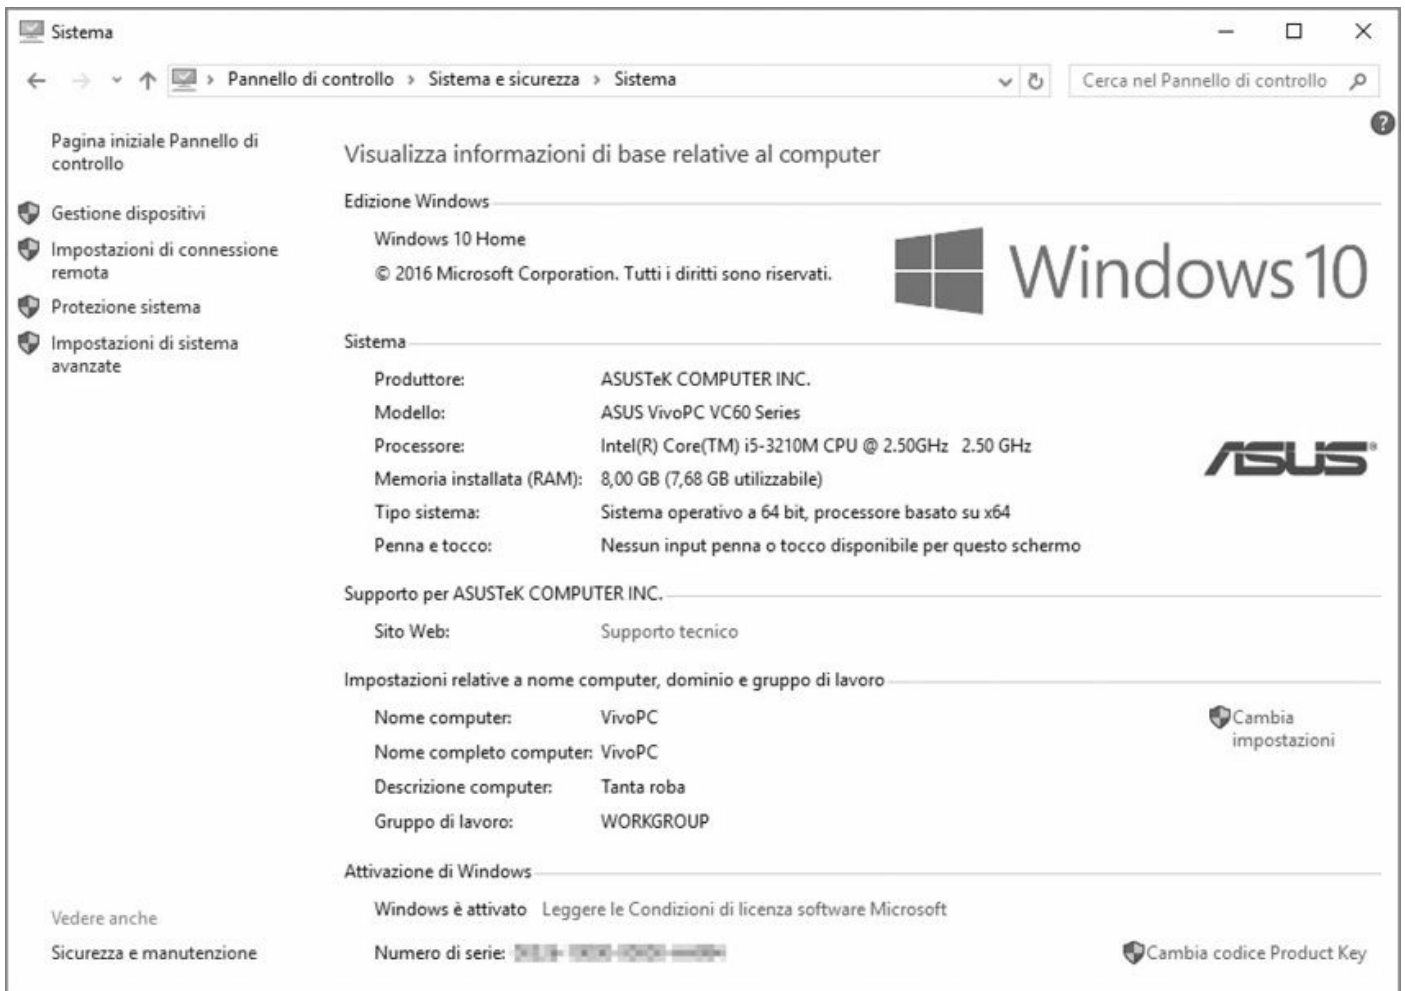 Sistema
Pannello di controllo > Sistema e sicurezza > Sistema
Cerca nel Pannello di controllo
Pagina iniziale Pannello di
controllo
Gestione dispositivi
Impostazioni di connessione
remota
Protezione sistema
Impostazioni di sistema
avanzate
Visualizza informazioni di base relative al computer
Edizione Windows
Windows 10 Home
© 2016 Microsoft Corporation. Tutti i diritti sono riservati.
Windows 10
Sistema
Produttore: ASUSTeK COMPUTER INC.
Modello: ASUS VivoPC VC60 Series
Processore: Intel(R) Core(TM) i5-3210M CPU @ 2.50GHz 2.50 GHz
Memoria installata (RAM): 8,00 GB (7,68 GB utilizzabile)
Tipo sistema: Sistema operativo a 64 bit, processore basato su x64
Penna e tocco: Nessun input penna o tocco disponibile per questo schermo
ASUS®
Supporto per ASUSTeK COMPUTER INC.
Sito Web: Supporto tecnico
Impostazioni relative a nome computer, dominio e gruppo di lavoro
Nome computer: VivoPC
Nome completo computer: VivoPC
Descrizione computer: Tanta roba
Gruppo di lavoro: WORKGROUP
Cambia
impostazioni
Attivazione di Windows
Windows è attivato Leggere le Condizioni di licenza software Microsoft
Numero di serie:
Cambia codice Product Key
Vedere anche
Sicurezza e manutenzione